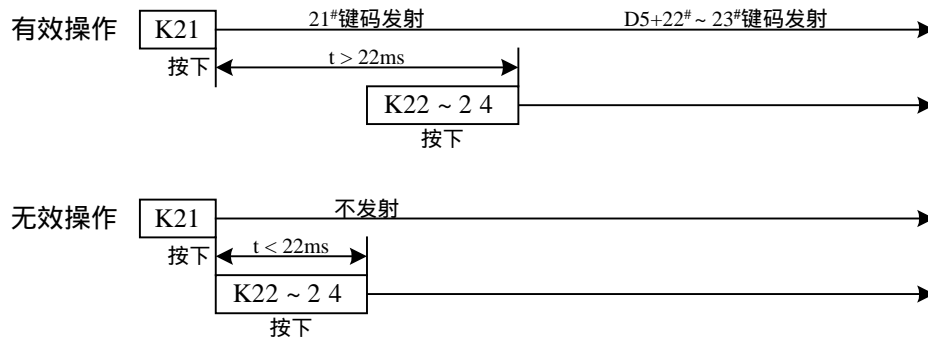 有效操作 K21 21#键码发射 D5+22#~23#键码发射
按下 t > 22ms
K22 ~ 2 4
按下
无效操作 K21 不发射
按下 t < 22ms
K22 ~ 2 4
按下